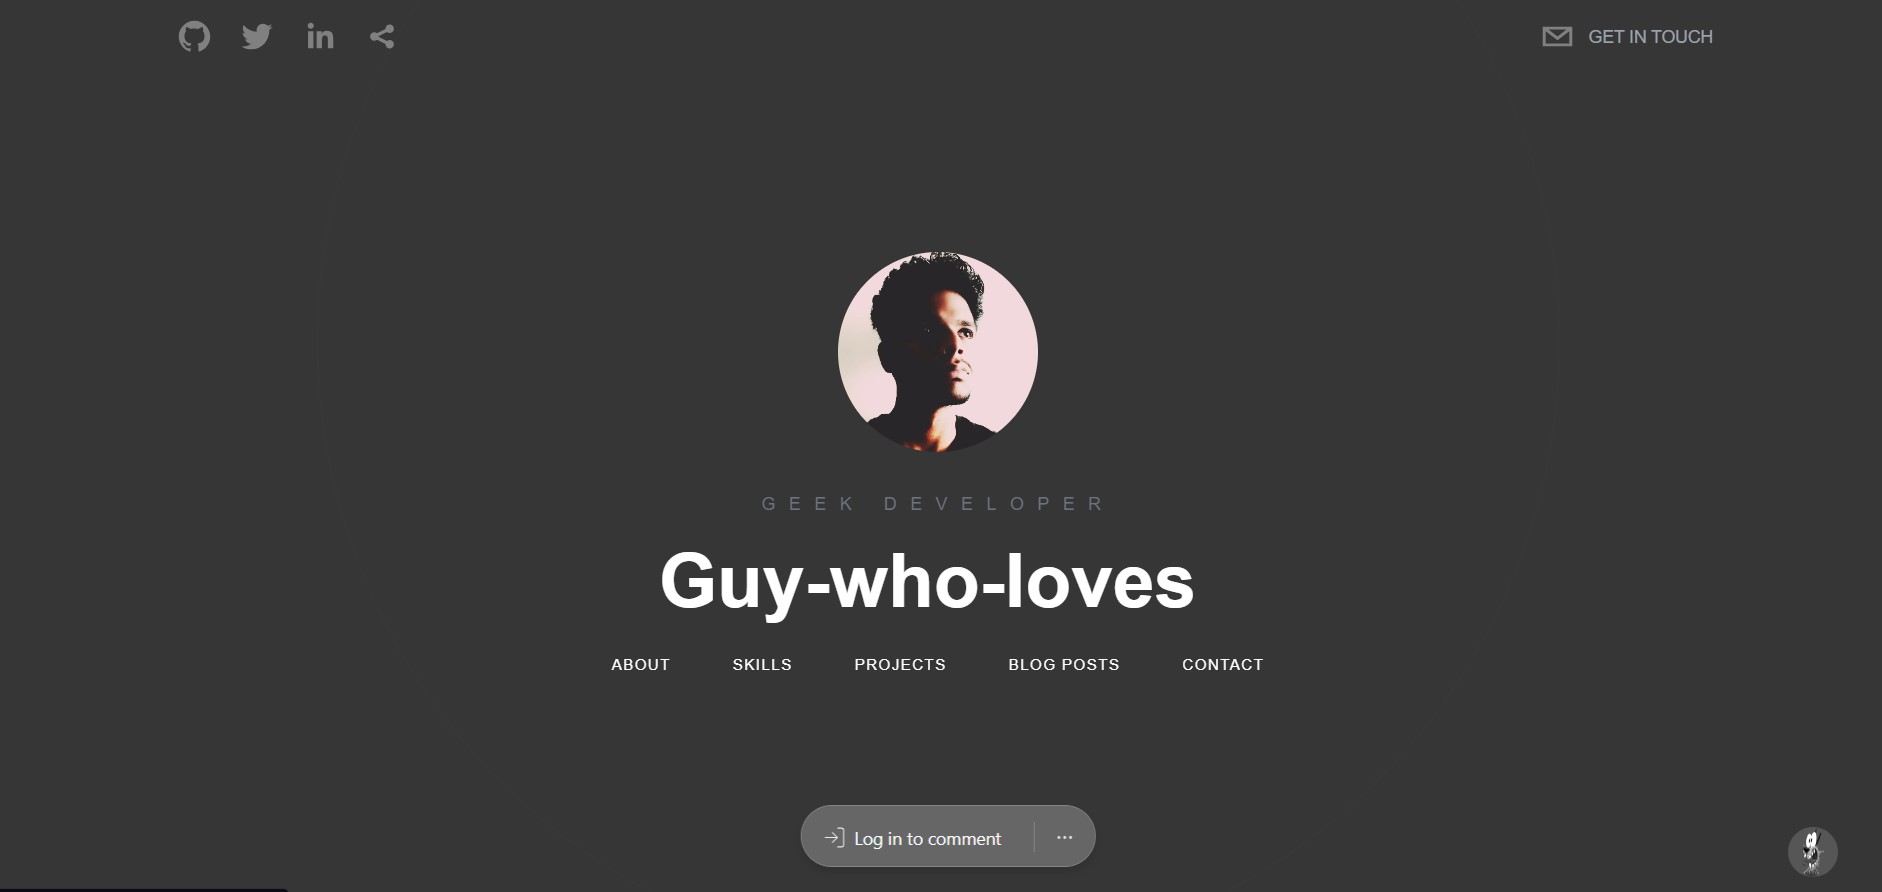 GET IN TOUCH
GEEK DEVELOPER
Guy-who-loves
ABOUT SKILLS PROJECTS BLOG POSTS CONTACT
Log in to comment